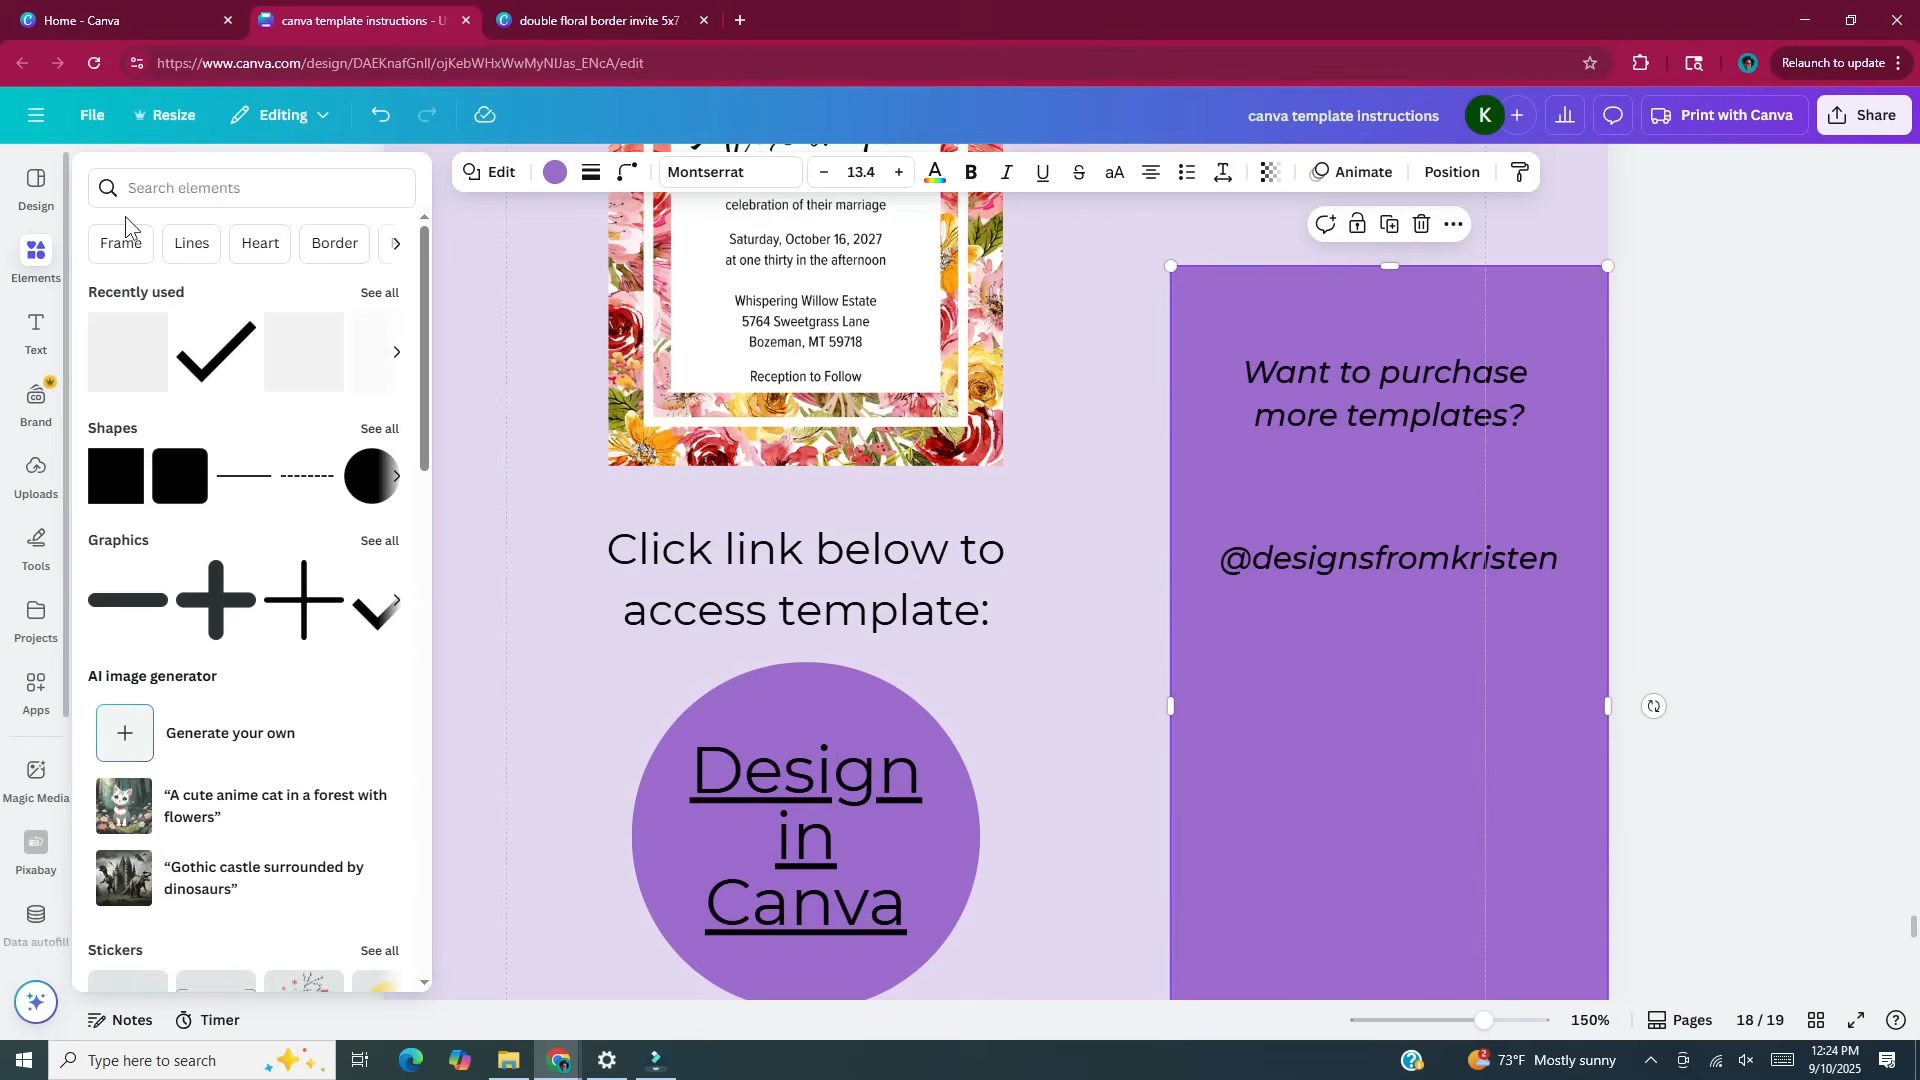 Home - Canva
canva template instructions - U
double floral border invite 5x7
https://www.canva.com/design/DAEKnafGnlI/ojKebWHxWwMyNIJas_ENcA/edit
Relaunch to update
File
Resize
Editing
canva template instructions
K
Print with Canva
Share
Design
Elements
Text
Brand
Uploads
Tools
Projects
Apps
Magic Media
Pixabay
Data autofill
Search elements
Frame
Lines
Heart
Border
Recently used
See all
Shapes
See all
Graphics
See all
AI image generator
Generate your own
“A cute anime cat in a forest with
flowers”
“Gothic castle surrounded by
dinosaurs”
Stickers
See all
Edit
Montserrat
– 13.4 +
A
B
I
U
S
aA
Animate
Position
celebration of their marriage
Saturday, October 16, 2027
at one thirty in the afternoon
Whispering Willow Estate
5764 Sweetgrass Lane
Bozeman, MT 59718
Reception to Follow
Click link below to
access template:
Design
in
Canva
Want to purchase
more templates?
@designsfromkristen
Notes
Timer
150%
Pages
18 / 19
Type here to search
2
73°F Mostly sunny
12:24 PM
9/10/2025